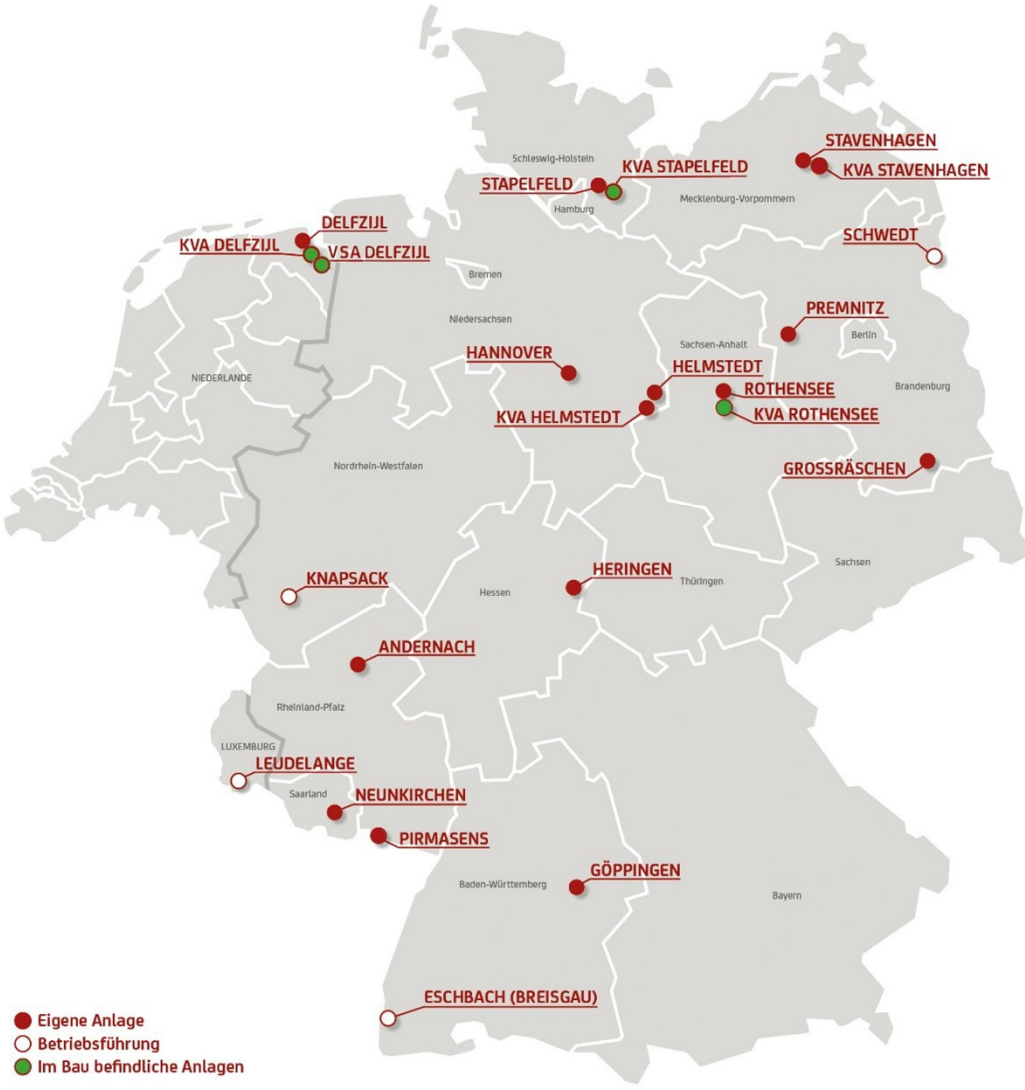 STAVENHAGEN
Schleswig-Holstein
KVA STAPELFELD
KVA STAVENHAGEN
STAPELFELD
Hamburg
Mecklenburg-Vorpommern
DELFZIJL
SCHWEDT
KVA DELFZIJL
VSA DELFZIJL
Bremen
PREMNITZ
Niedersachsen
Berlin
Sachsen-Anhalt
HANNOVER
HELMSTEDT
NIEDERLANDE
ROTHENSEE
Brandenburg
KVA HELMSTEDT
KVA ROTHENSEE
Nordrhein-Westfalen
GROSSRÄSCHEN
Sachsen
HERINGEN
KNAPSACK
Thüringen
Hessen
ANDERNACH
Rheinland-Pfalz
LUXEMBURG
LEUDELANGE
Saarland
NEUNKIRCHEN
PIRMASENS
GÖPPINGEN
Baden-Württemberg
Bayern
ESCHBACH (BREISGAU)
Eigene Anlage
Betriebsführung
Im Bau befindliche Anlagen